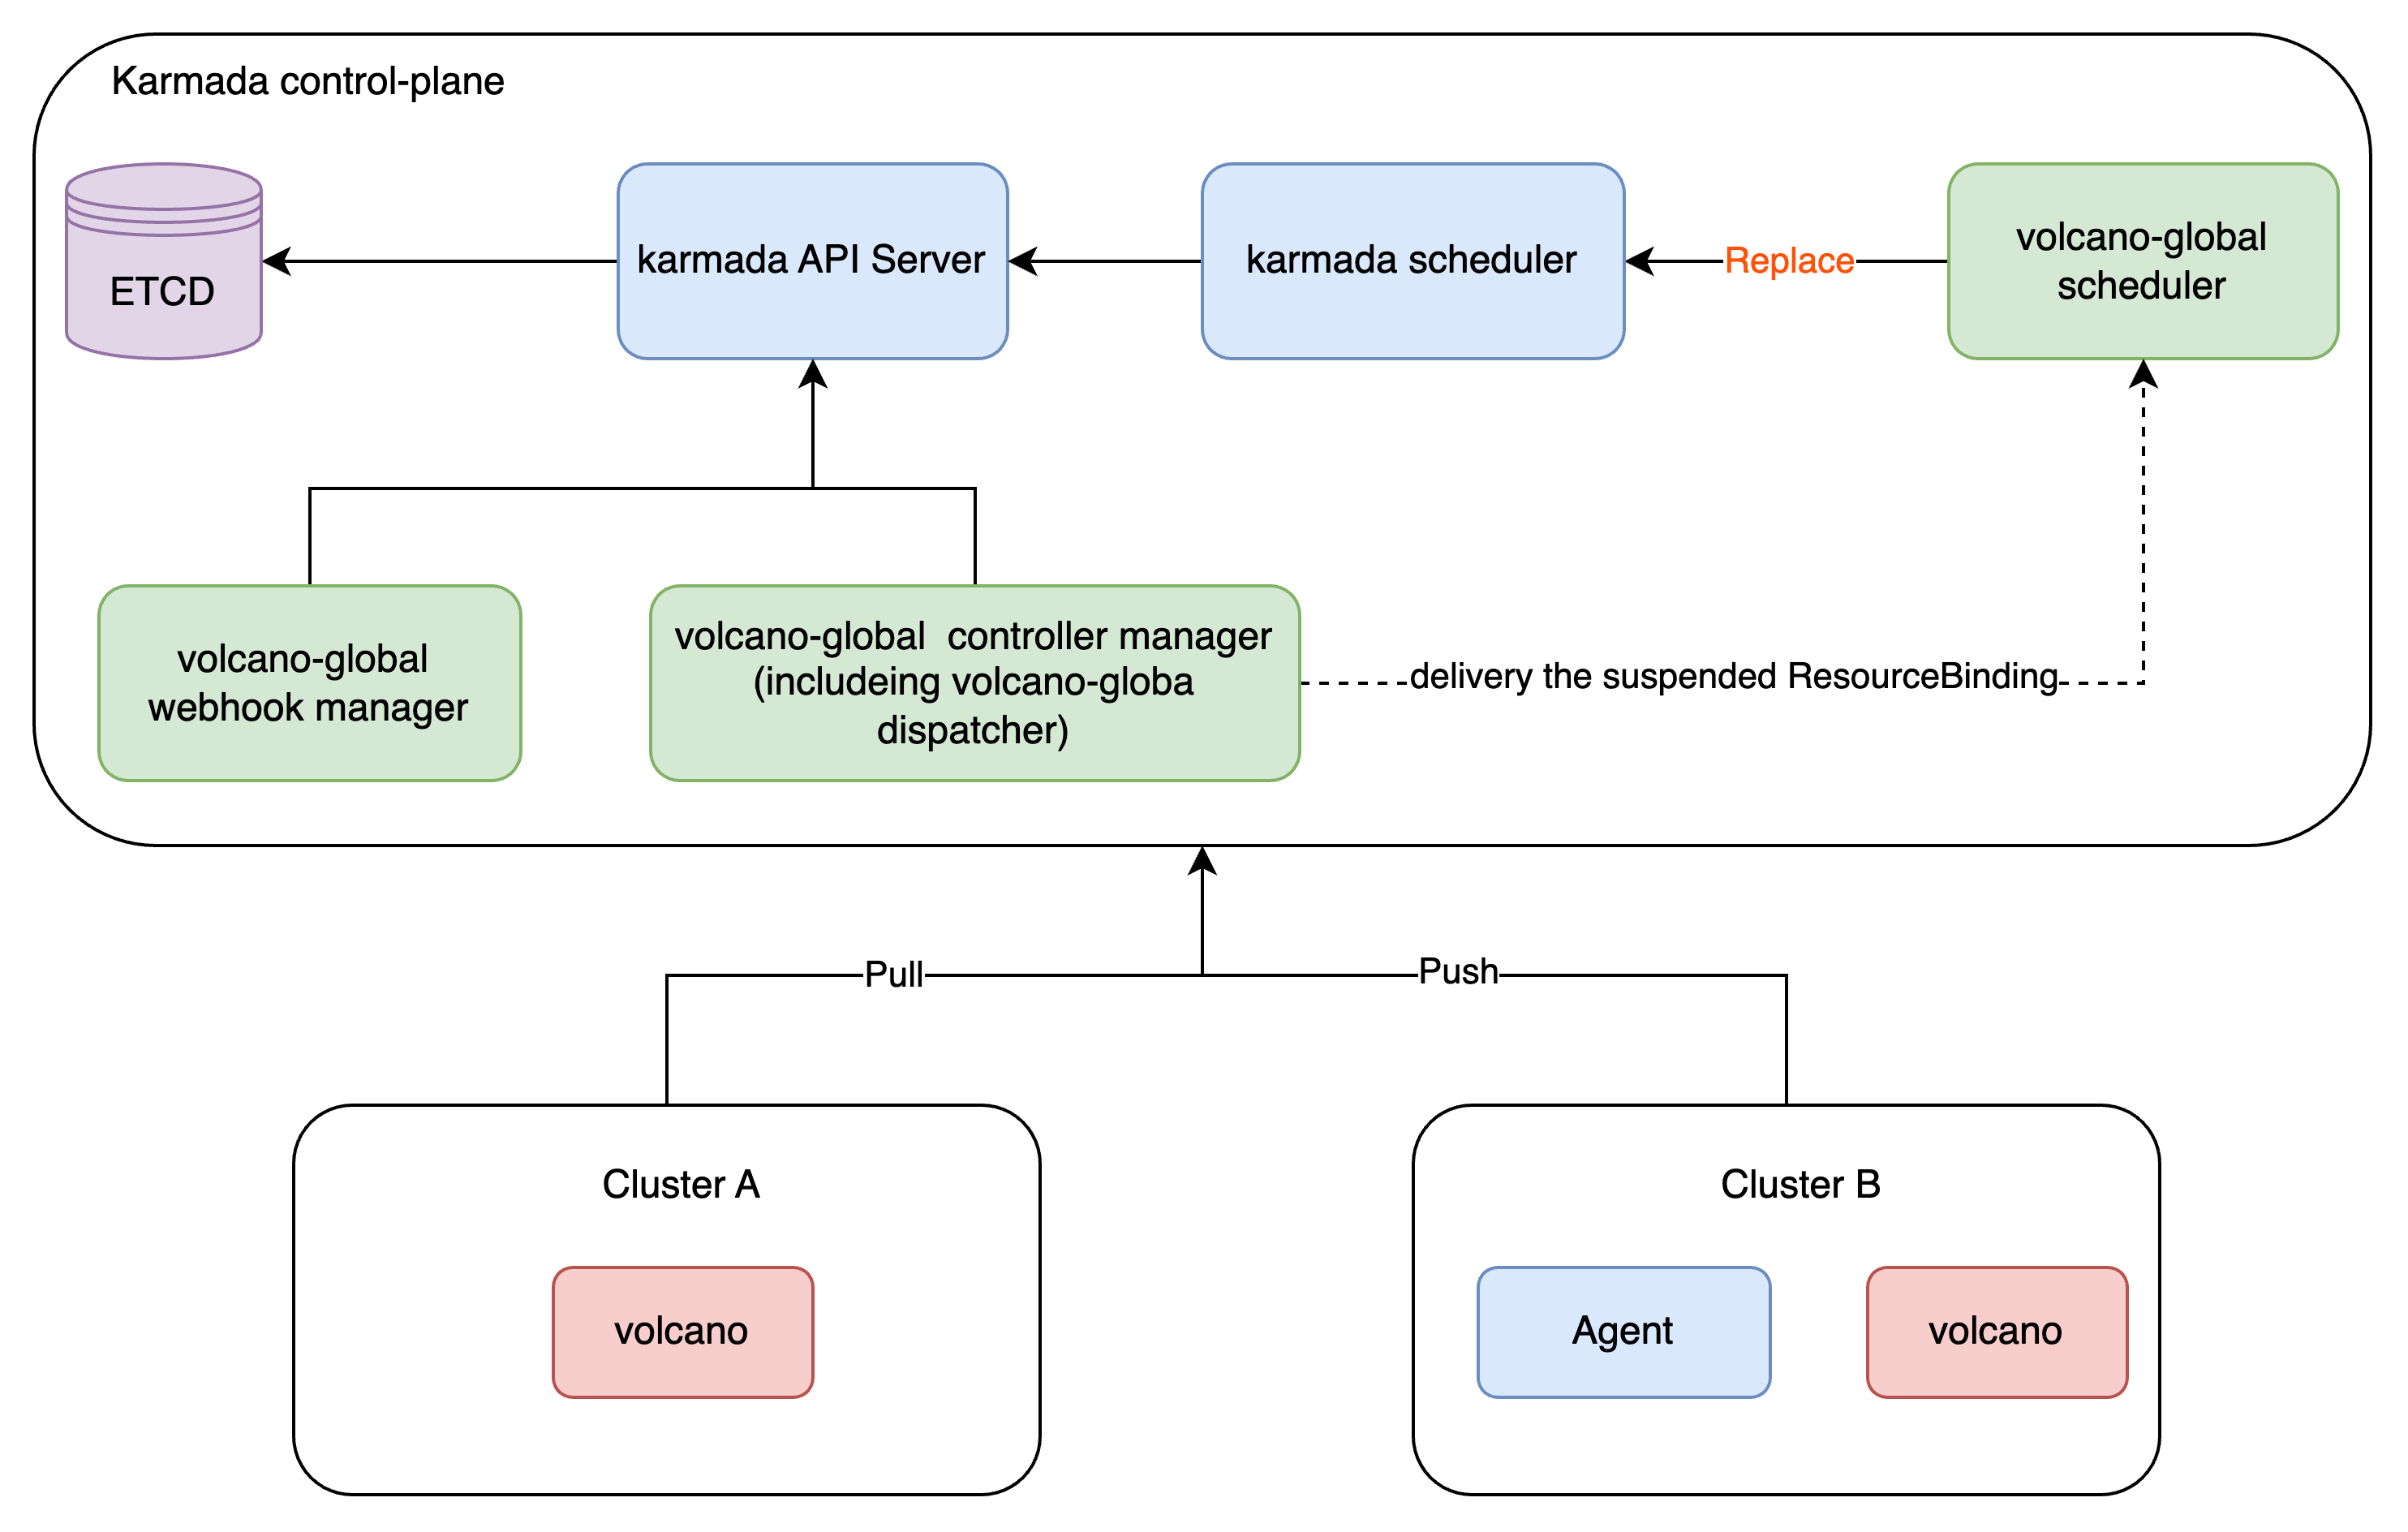 Karmada control-plane
ETCD
karmada API Server
karmada scheduler
Replace
volcano-global
scheduler
volcano-global
webhook manager
volcano-global  controller manager
(includeing volcano-globa
dispatcher)
delivery the suspended ResourceBinding
Pull
Push
Cluster A
volcano
Cluster B
Agent
volcano